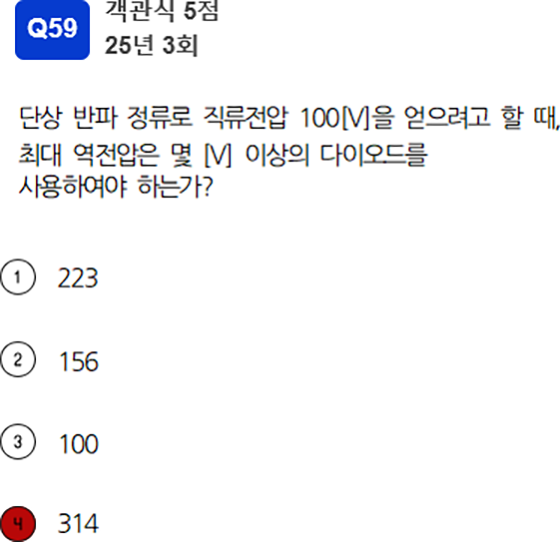 Q59
객관식 5점
25년 3회
단상 반파 정류로 직류전압 100[V]을 얻으려고 할 때,
최대 역전압은 몇 [V] 이상의 다이오드를
사용하여야 하는가?
1 223
2 156
3 100
4 314